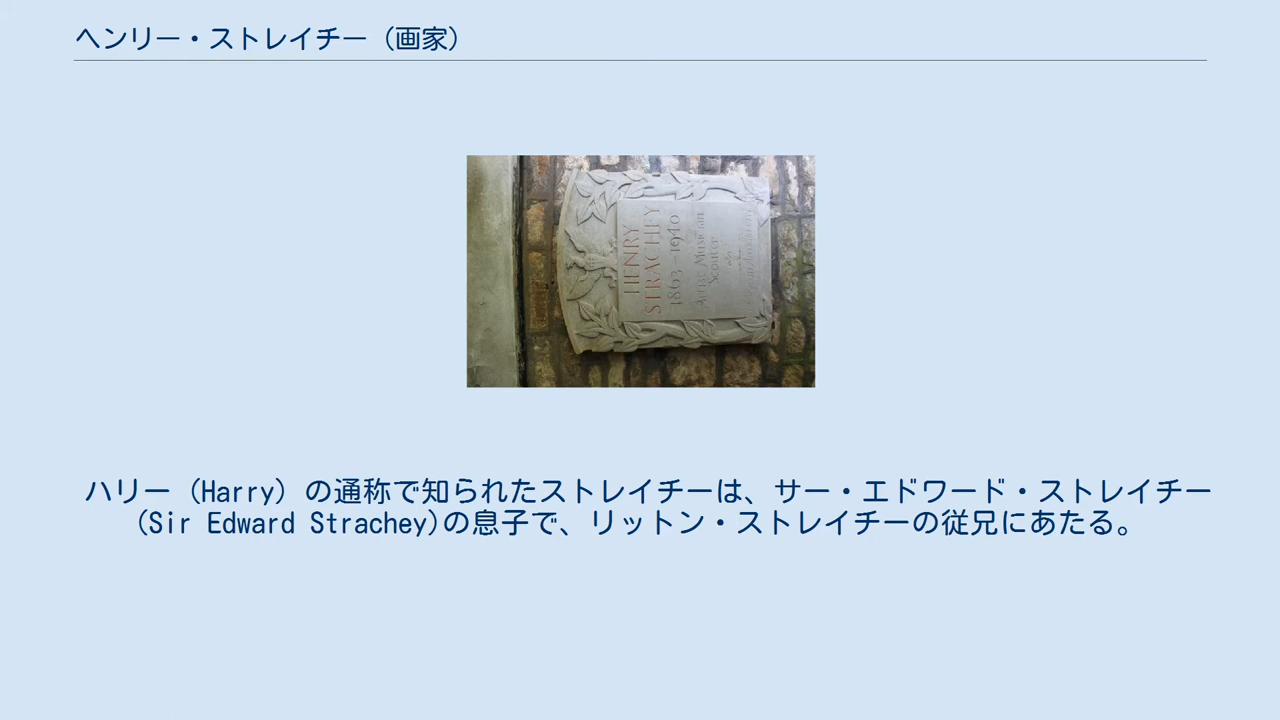 ヘンリー・ストレイチー（画家）
HENRY
STRACHEY
1863–1940
Artist Musician
Scouter
ハリー（Harry）の通称で知られたストレイチーは、サー・エドワード・ストレイチー
(Sir Edward Strachey)の息子で、リットン・ストレイチーの従兄にあたる。